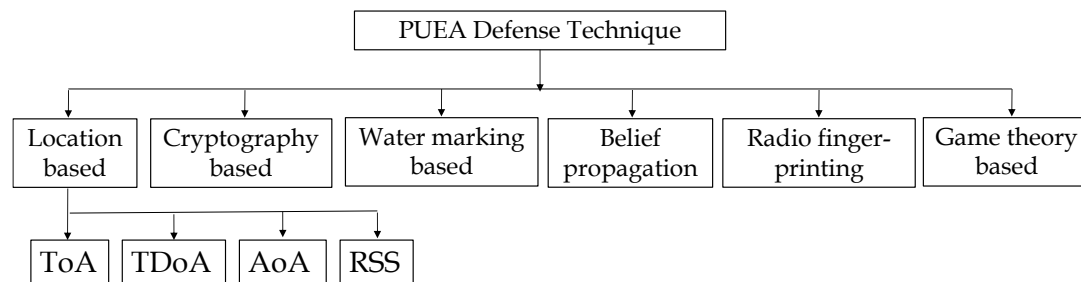 PUEA Defense Technique
Location
based
Cryptography
based
Water marking
based
Belief
propagation
Radio finger-
printing
Game theory
based
ToA
TDoA
AoA
RSS